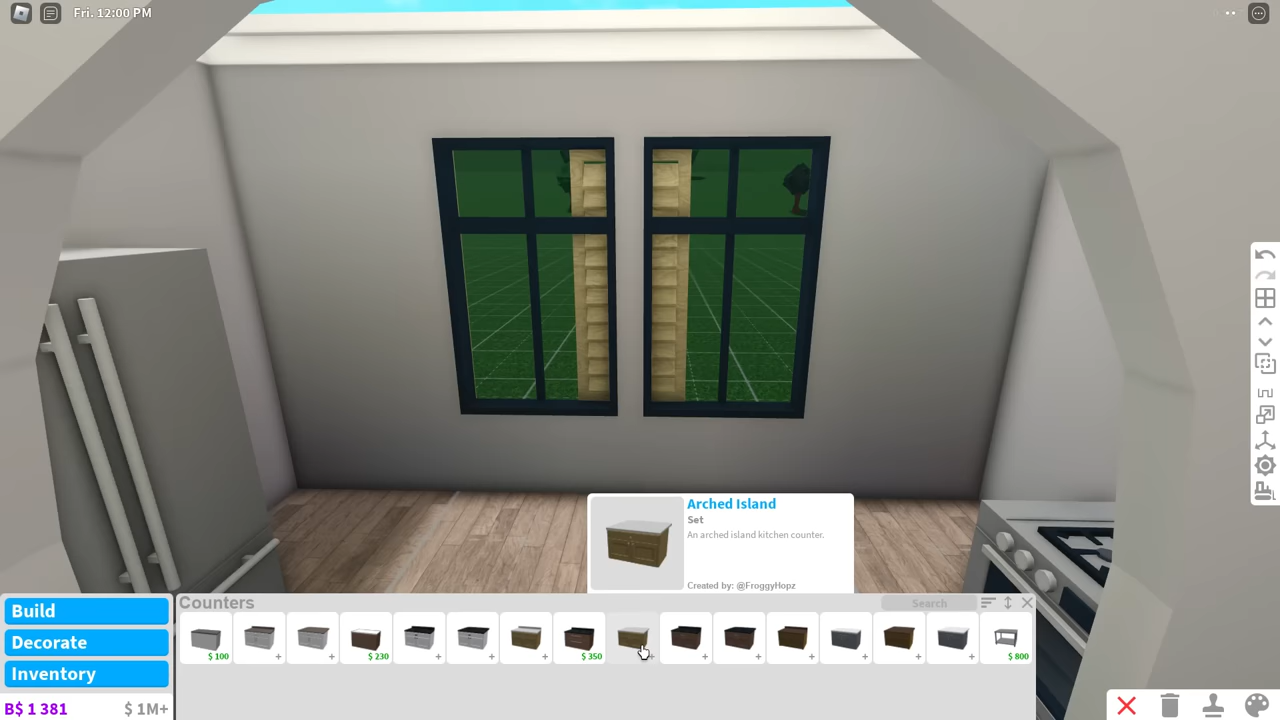 Fri. 12:00 PM
Arched Island
Set
An arched island kitchen counter.
Created by: @FroggyHopz
Build
Decorate
Inventory
B$ 1 381
$ 1M+
Counters
Search
$ 100
+
+
$ 230
+
+
+
$ 350
+
+
+
+
+
+
+
$ 800